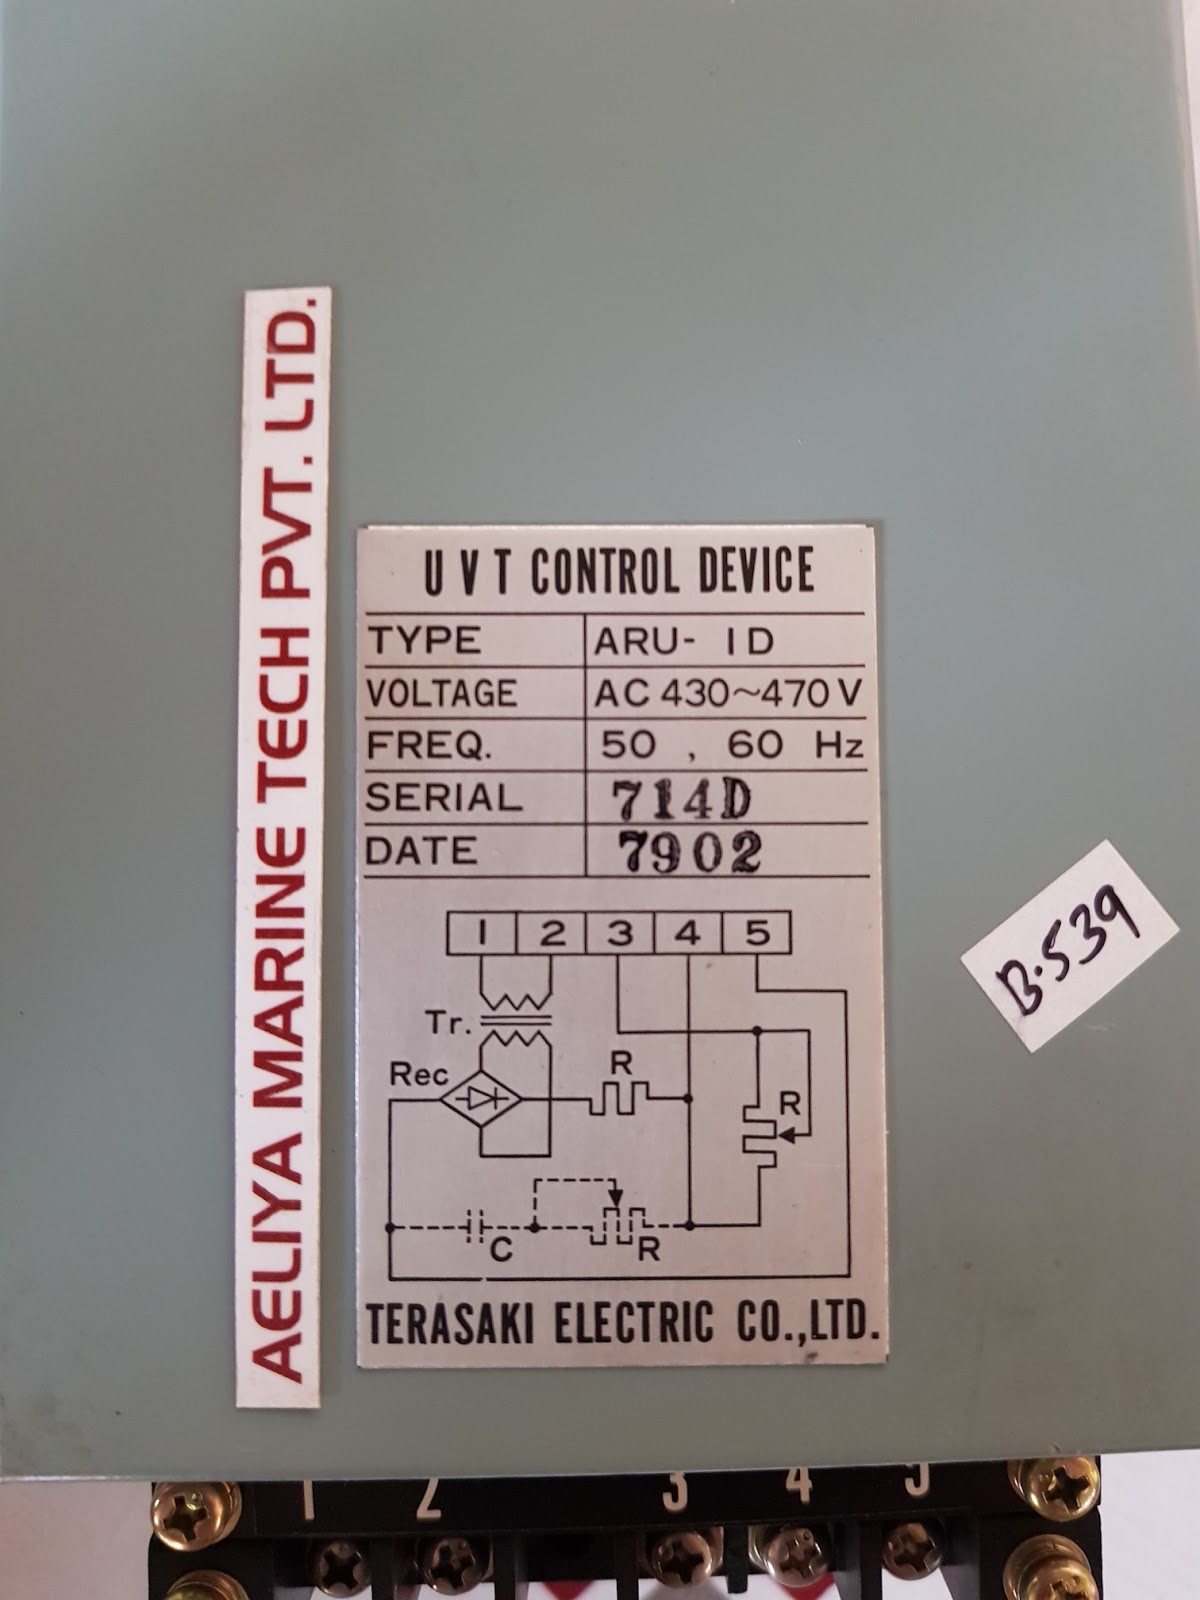 AELIYA MARINE TECH PVT. LTD.
U V T CONTROL DEVICE
TYPE ARU- 1D
VOLTAGE AC 430~470 V
FREQ. 50 , 60 Hz
SERIAL 714D
DATE 7902
1 2 3 4 5
Tr.
Rec
R
R
C
R
TERASAKI ELECTRIC CO.,LTD.
B.539
1 2 3 4 5